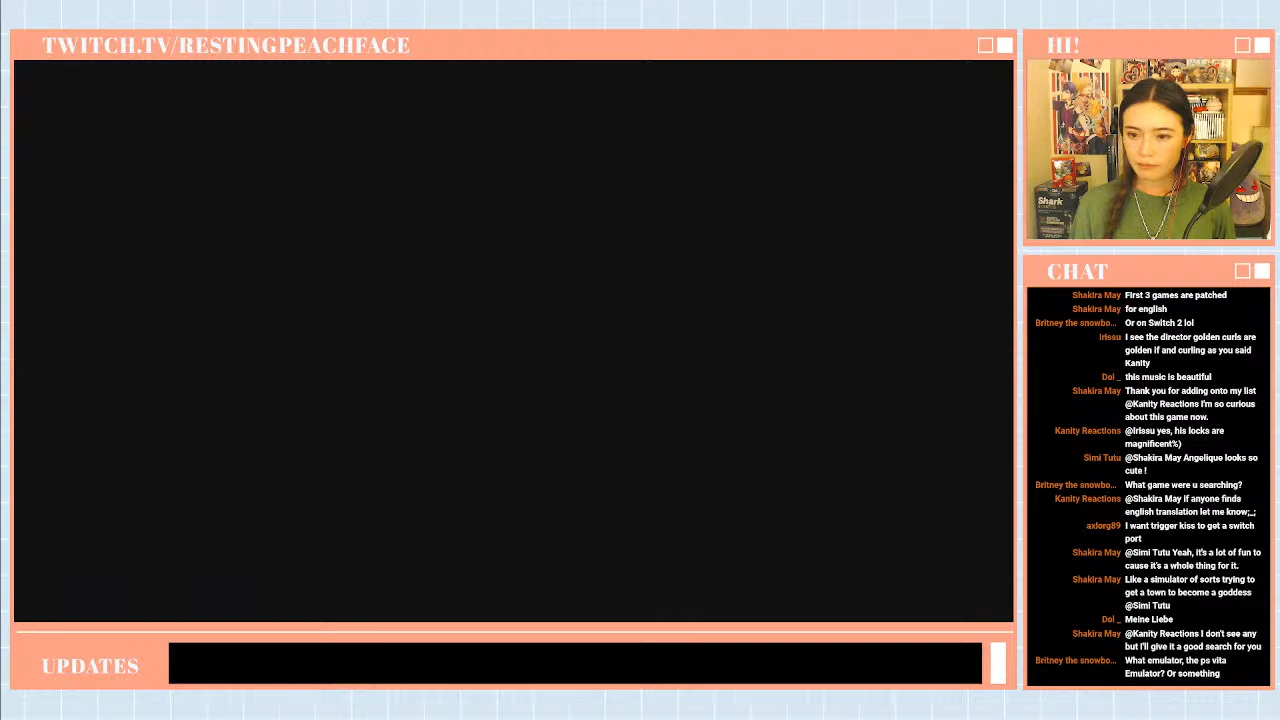 TWITCH.TV/RESTINGPEACHFACE
HI!
Shark
CHAT
Shakira May First 3 games are patched
Shakira May for english
Britney the snowbo... Or on Switch 2 lol
Irissu I see the director golden curls are
golden if and curling as you said
Kanity
Dol _ this music is beautiful
Shakira May Thank you for adding onto my list
@Kanity Reactions I'm so curious
about this game now.
Kanity Reactions @Irissu yes, his locks are
magnificent%)
Simi Tutu @Shakira May Angelique looks so
cute !
Britney the snowbo... What game were u searching?
Kanity Reactions @Shakira May if anyone finds
english translation let me know;_;
axlorg89 I want trigger kiss to get a switch
port
Shakira May @Simi Tutu Yeah, it's a lot of fun to
cause it's a whole thing for it.
Shakira May Like a simulator of sorts trying to
get a town to become a goddess
@Simi Tutu
Dol _ Meine Liebe
Shakira May @Kanity Reactions I don't see any
but I'll give it a good search for you
Britney the snowbo... What emulator, the ps vita
Emulator? Or something
UPDATES